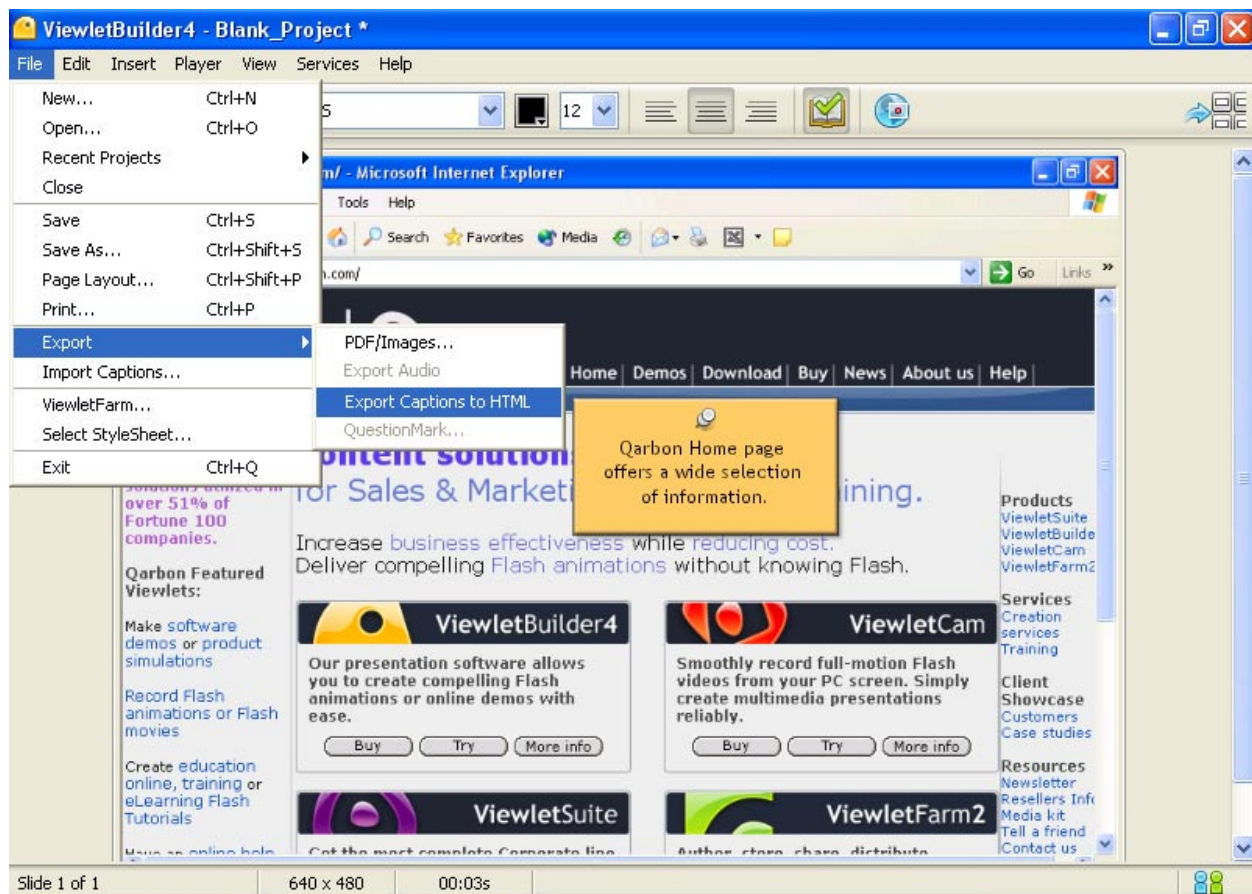 ViewletBuilder4 - Blank_Project *
File Edit Insert Player View Services Help
New... Ctrl+N
Open... Ctrl+O
Recent Projects
Close
Save Ctrl+S
Save As... Ctrl+Shift+S
Page Layout... Ctrl+Shift+P
Print... Ctrl+P
Export
Import Captions...
ViewletFarm...
Select StyleSheet...
Exit Ctrl+Q
PDF/Images...
Export Audio
Export Captions to HTML
QuestionMark...
12
- Microsoft Internet Explorer
Tools Help
Search Favorites Media
.com/
Go Links »
Home | Demos | Download | Buy | News | About us | Help |
Qarbon Home page
offers a wide selection
of information.
for Sales & ining.
Increase business effectiveness while reducing cost.
Deliver compelling Flash animations without knowing Flash.
over 51% of
Fortune 100
companies.
Qarbon Featured
Viewlets:
Make software
demos or product
simulations
Record Flash
animations or Flash
movies
Create education
online, training or
eLearning Flash
Tutorials
ViewletBuilder4
Our presentation software allows
you to create compelling Flash
animations or online demos with
ease.
Buy Try More info
ViewletCam
Smoothly record full-motion Flash
videos from your PC screen. Simply
create multimedia presentations
reliably.
Buy Try More info
ViewletSuite
ViewletFarm2
Products
ViewletSuite
ViewletBuilde
ViewletCam
ViewletFarm2
Services
Creation
services
Training
Client
Showcase
Customers
Case studies
Resources
Newsletter
Resellers Info
Media kit
Tell a friend
Contact us
Slide 1 of 1 640 x 480 00:03s